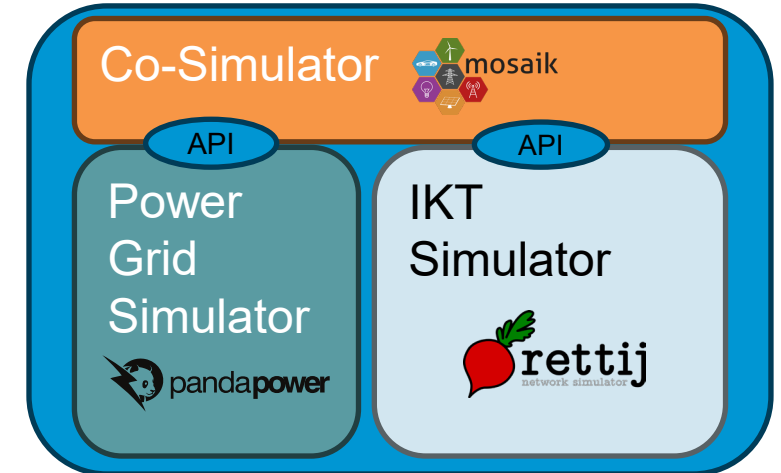 Co-Simulator
mosaik
API
API
Power
Grid
Simulator
pandapower
IKT
Simulator
rettij
network simulator